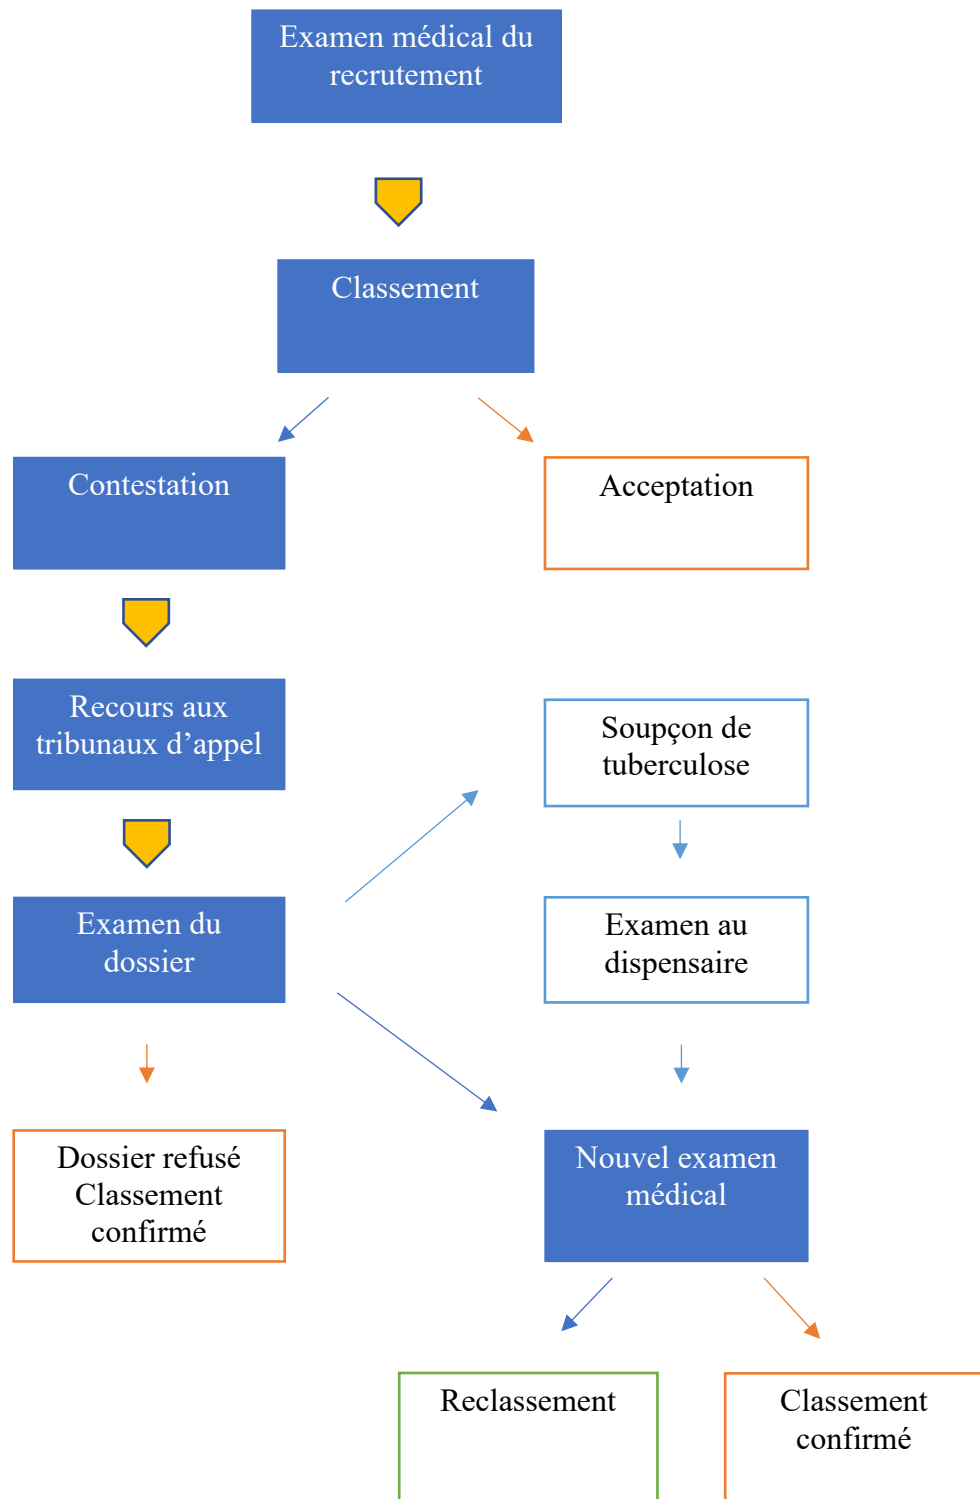 Examen médical du
recrutement
Classement
Contestation
Acceptation
Recours aux
tribunaux d’appel
Soupçon de
tuberculose
Examen du
dossier
Examen au
dispensaire
Dossier refusé
Classement
confirmé
Nouvel examen
médical
Reclassement
Classement
confirmé